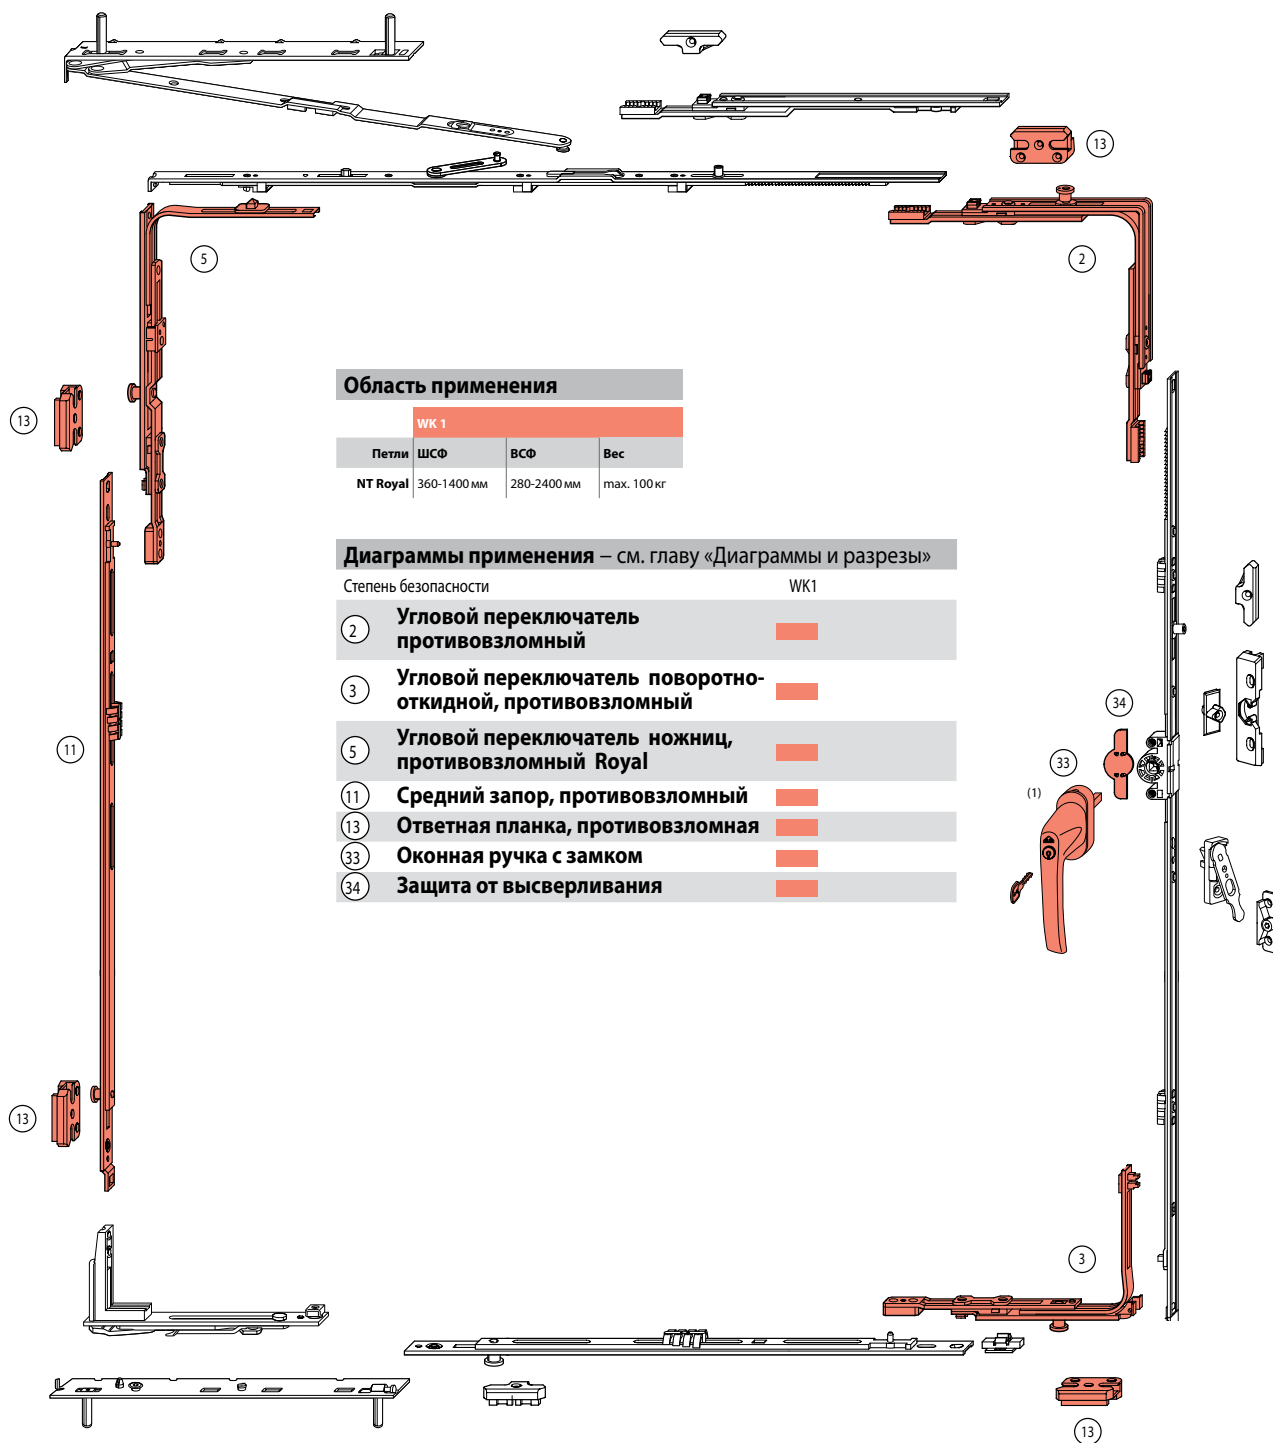 13
5
2
13
Область применения
WK 1
Петли ШСФ ВСФ Вес
NT Royal 360-1400 мм 280-2400 мм max. 100 кг
Диаграммы применения – см. главу «Диаграммы и разрезы»
Степень безопасности WK1
2 Угловой переключатель
противовзломный
3 Угловой переключатель поворотно-
откидной, противовзломный
5 Угловой переключатель ножниц,
противовзломный Royal
11 Средний запор, противовзломный
13 Ответная планка, противовзломная
33 Оконная ручка с замком
34 Защита от высверливания
11
34
33
(1)
13
3
13